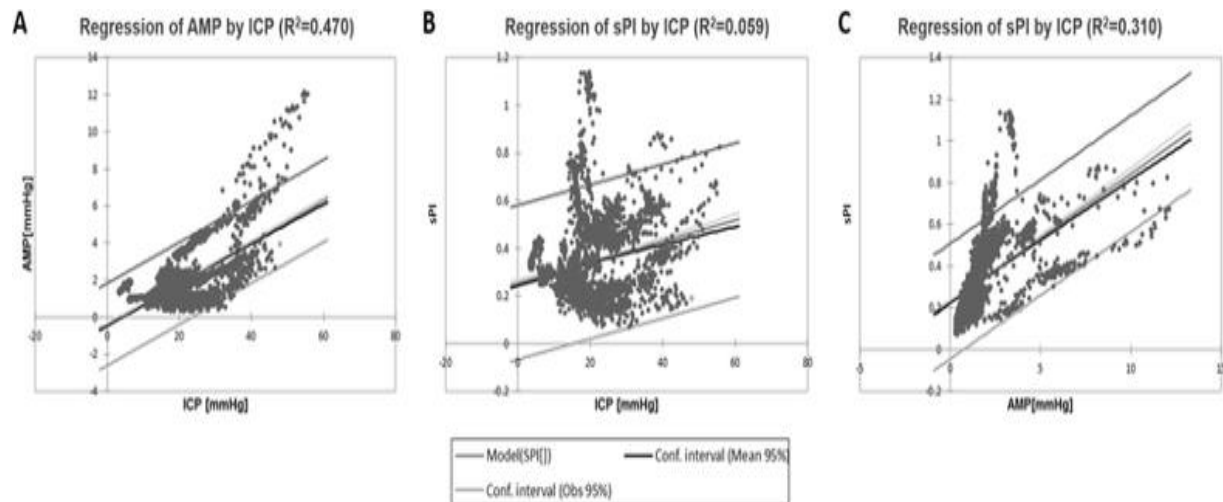 A
Regression of AMP by ICP (R²=0.470)
14
12
10
8
6
4
2
0
-2
-4
-20
0
20
40
60
80
AMP[mmHg]
ICP [mmHg]
B
Regression of sPI by ICP (R²=0.059)
1.2
1
0.8
0.6
0.4
0.2
0
-0.2
-20
0
20
40
60
80
sPI
ICP [mmHg]
C
Regression of sPI by ICP (R²=0.310)
1.4
1.2
1
0.8
0.6
0.4
0.2
0
-0.2
-5
0
5
10
15
sPI
AMP[mmHg]
Model(SPI[])
Conf. interval (Mean 95%)
Conf. interval (Obs 95%)